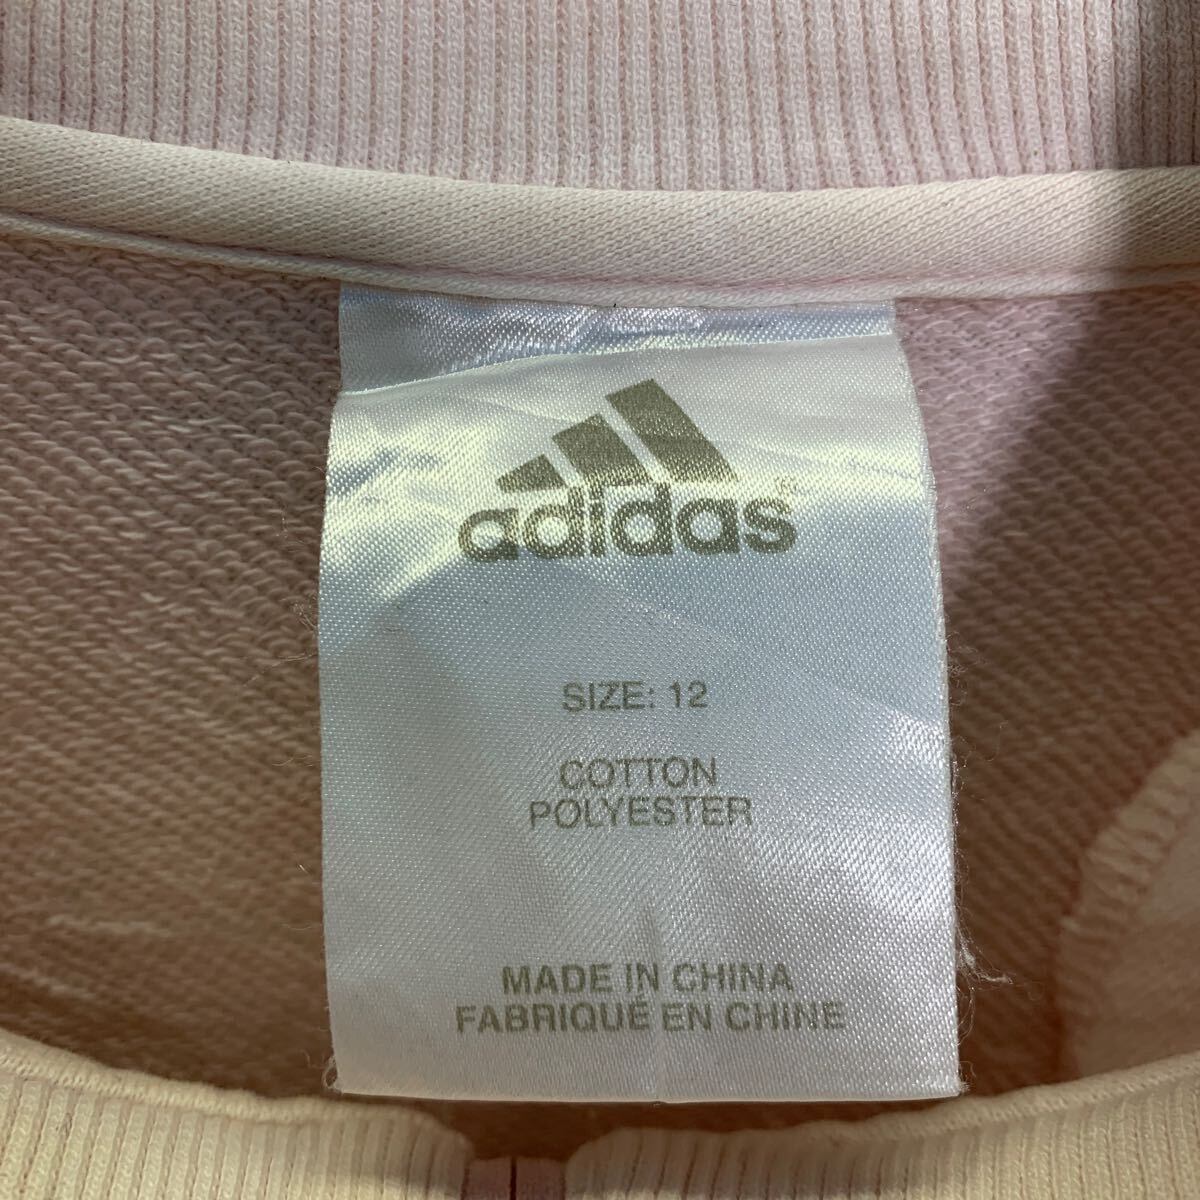 adidas®
SIZE: 12
COTTON
POLYESTER
MADE IN CHINA
FABRIQUÉ EN CHINE